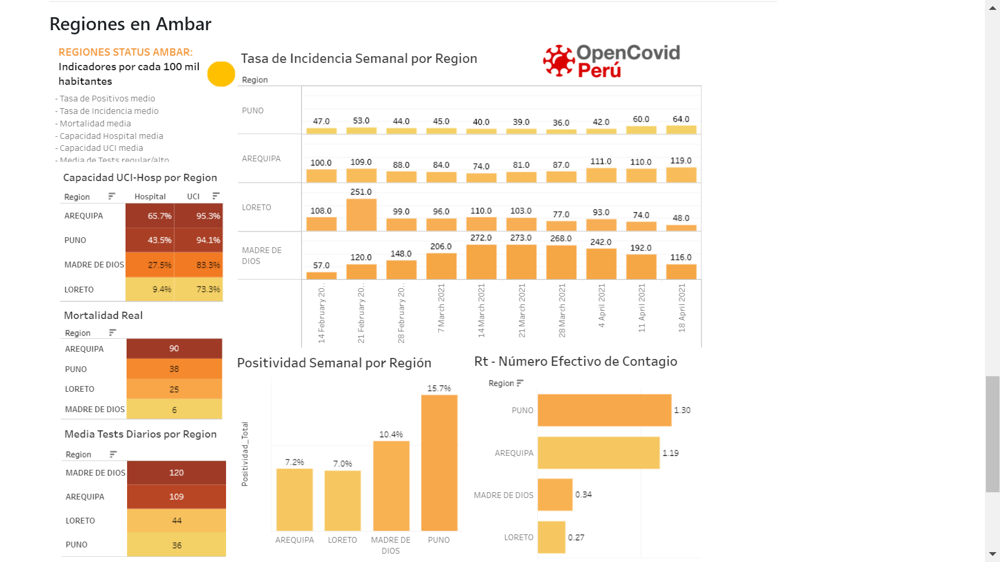 Regiones en Ambar
REGIONES STATUS AMBAR:
Indicadores por cada 100 mil
habitantes
- Tasa de Positivos medio
- Tasa de Incidencia medio
- Mortalidad media
- Capacidad Hospital media
- Capacidad UCI media
- Media de Tests regular/alto
Capacidad UCI-Hosp por Region
Region Hospital UCI
AREQUIPA 65.7% 95.3%
PUNO 43.5% 94.1%
MADRE DE DIOS 27.5% 83.3%
LORETO 9.4% 73.3%
Mortalidad Real
Region
AREQUIPA 90
PUNO 38
LORETO 25
MADRE DE DIOS 6
Media Tests Diarios por Region
Region
MADRE DE DIOS 120
AREQUIPA 109
LORETO 44
PUNO 36
Tasa de Incidencia Semanal por Region
OpenCovid
Perú
Region
PUNO
47.0 53.0 44.0 45.0 40.0 39.0 36.0 42.0 60.0 64.0
AREQUIPA
100.0 109.0 88.0 84.0 74.0 81.0 87.0 111.0 110.0 119.0
LORETO
108.0 251.0 99.0 96.0 110.0 103.0 77.0 93.0 74.0 48.0
MADRE DE
DIOS
57.0 120.0 148.0 206.0 272.0 273.0 268.0 242.0 192.0 116.0
14 February 20..
21 February 20..
28 February 20..
7 March 2021
14 March 2021
21 March 2021
28 March 2021
4 April 2021
11 April 2021
18 April 2021
Positividad Semanal por Región
Positividad_Total
7.2% 7.0% 10.4% 15.7%
AREQUIPA LORETO MADRE DE PUNO
DIOS
Rt - Número Efectivo de Contagio
Region
PUNO 1.30
AREQUIPA 1.19
MADRE DE DIOS 0.34
LORETO 0.27